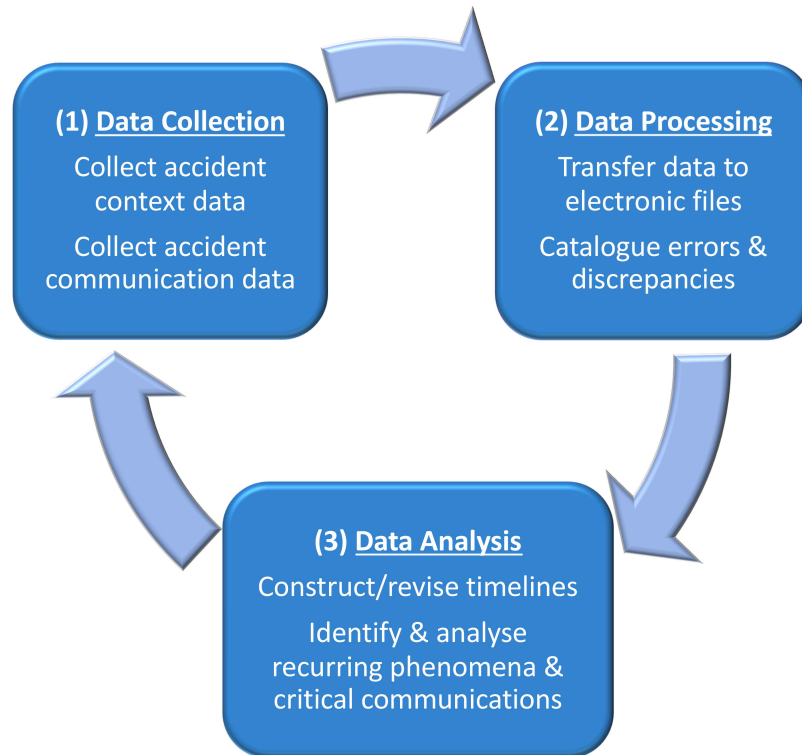 (1) Data Collection
Collect accident
context data
Collect accident
communication data
(2) Data Processing
Transfer data to
electronic files
Catalogue errors &
discrepancies
(3) Data Analysis
Construct/revise timelines
Identify & analyse
recurring phenomena &
critical communications